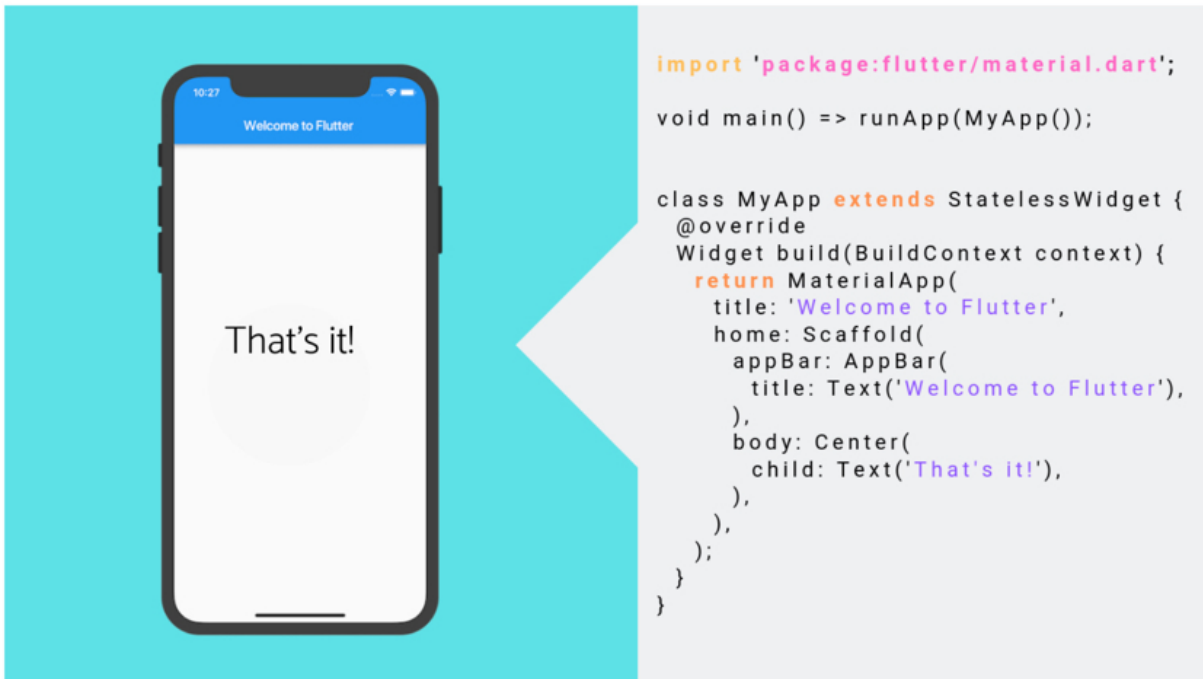 10:27
Welcome to Flutter
That's it!
import 'package:flutter/material.dart';
void main() => runApp(MyApp());
class MyApp extends StatelessWidget {
@override
Widget build(BuildContext context) {
return MaterialApp(
title: 'Welcome to Flutter',
home: Scaffold(
appBar: AppBar(
title: Text('Welcome to Flutter'),
),
body: Center(
child: Text('That's it!'),
),
),
);
}
}